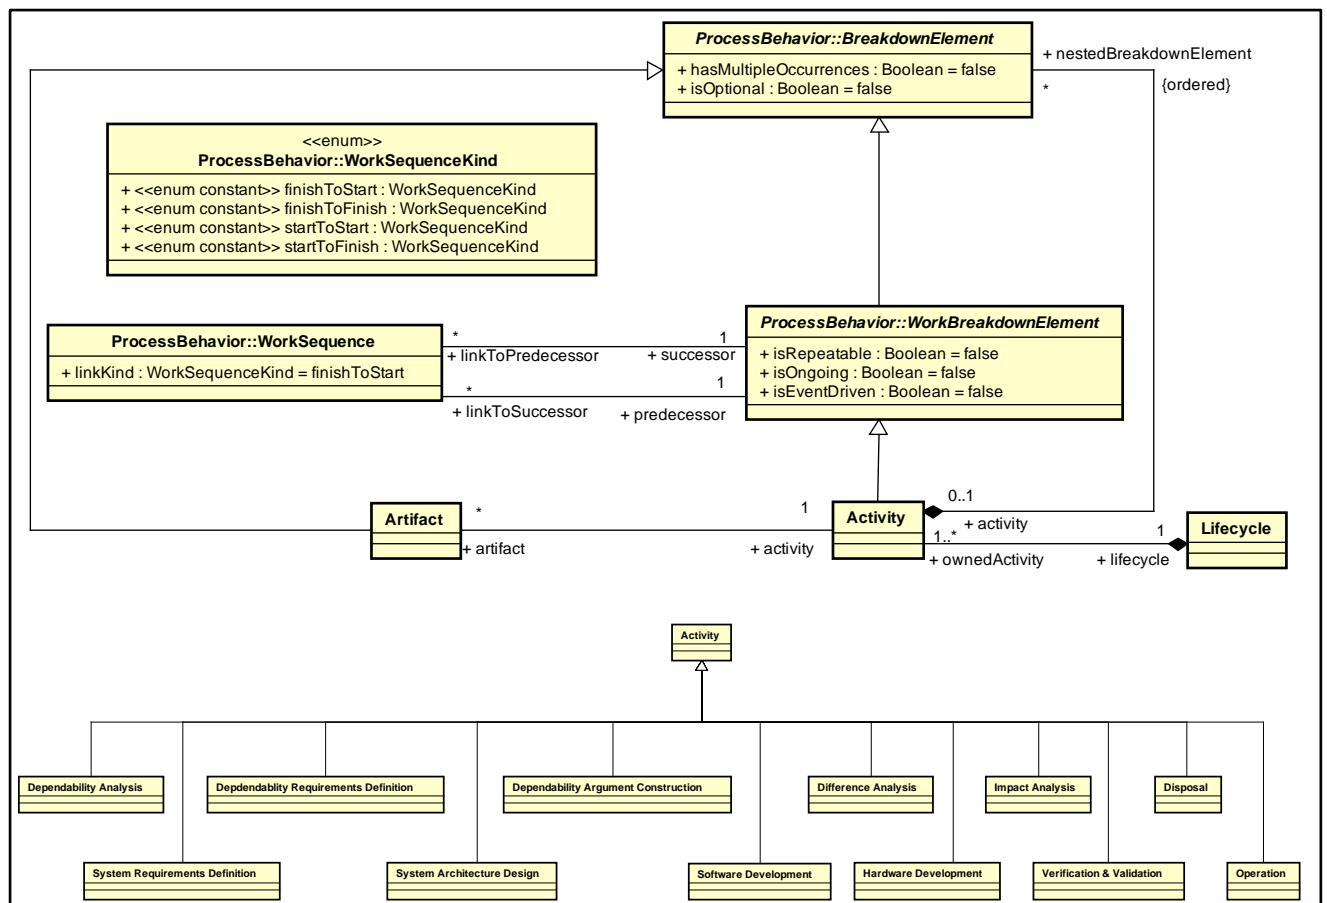 ProcessBehavior::BreakdownElement
+ hasMultipleOccurrences : Boolean = false
+ isOptional : Boolean = false
+ nestedBreakdownElement
*
{ordered}
<<enum>>
ProcessBehavior::WorkSequenceKind
+ <<enum constant>> finishToStart : WorkSequenceKind
+ <<enum constant>> finishToFinish : WorkSequenceKind
+ <<enum constant>> startToStart : WorkSequenceKind
+ <<enum constant>> startToFinish : WorkSequenceKind
ProcessBehavior::WorkSequence
+ linkKind : WorkSequenceKind = finishToStart
*
+ linkToPredecessor
1
+ successor
*
+ linkToSuccessor
1
+ predecessor
ProcessBehavior::WorkBreakdownElement
+ isRepeatable : Boolean = false
+ isOngoing : Boolean = false
+ isEventDriven : Boolean = false
Artifact
*
+ artifact
1
+ activity
Activity
0..1
+ activity
1..*
+ ownedActivity
1
+ lifecycle
Lifecycle
Activity
Dependability Analysis
Depdendablity Requirements Definition
Dependability Argument Construction
Difference Analysis
Impact Analysis
Disposal
System Requirements Definition
System Architecture Design
Software Development
Hardware Development
Verification & Validation
Operation